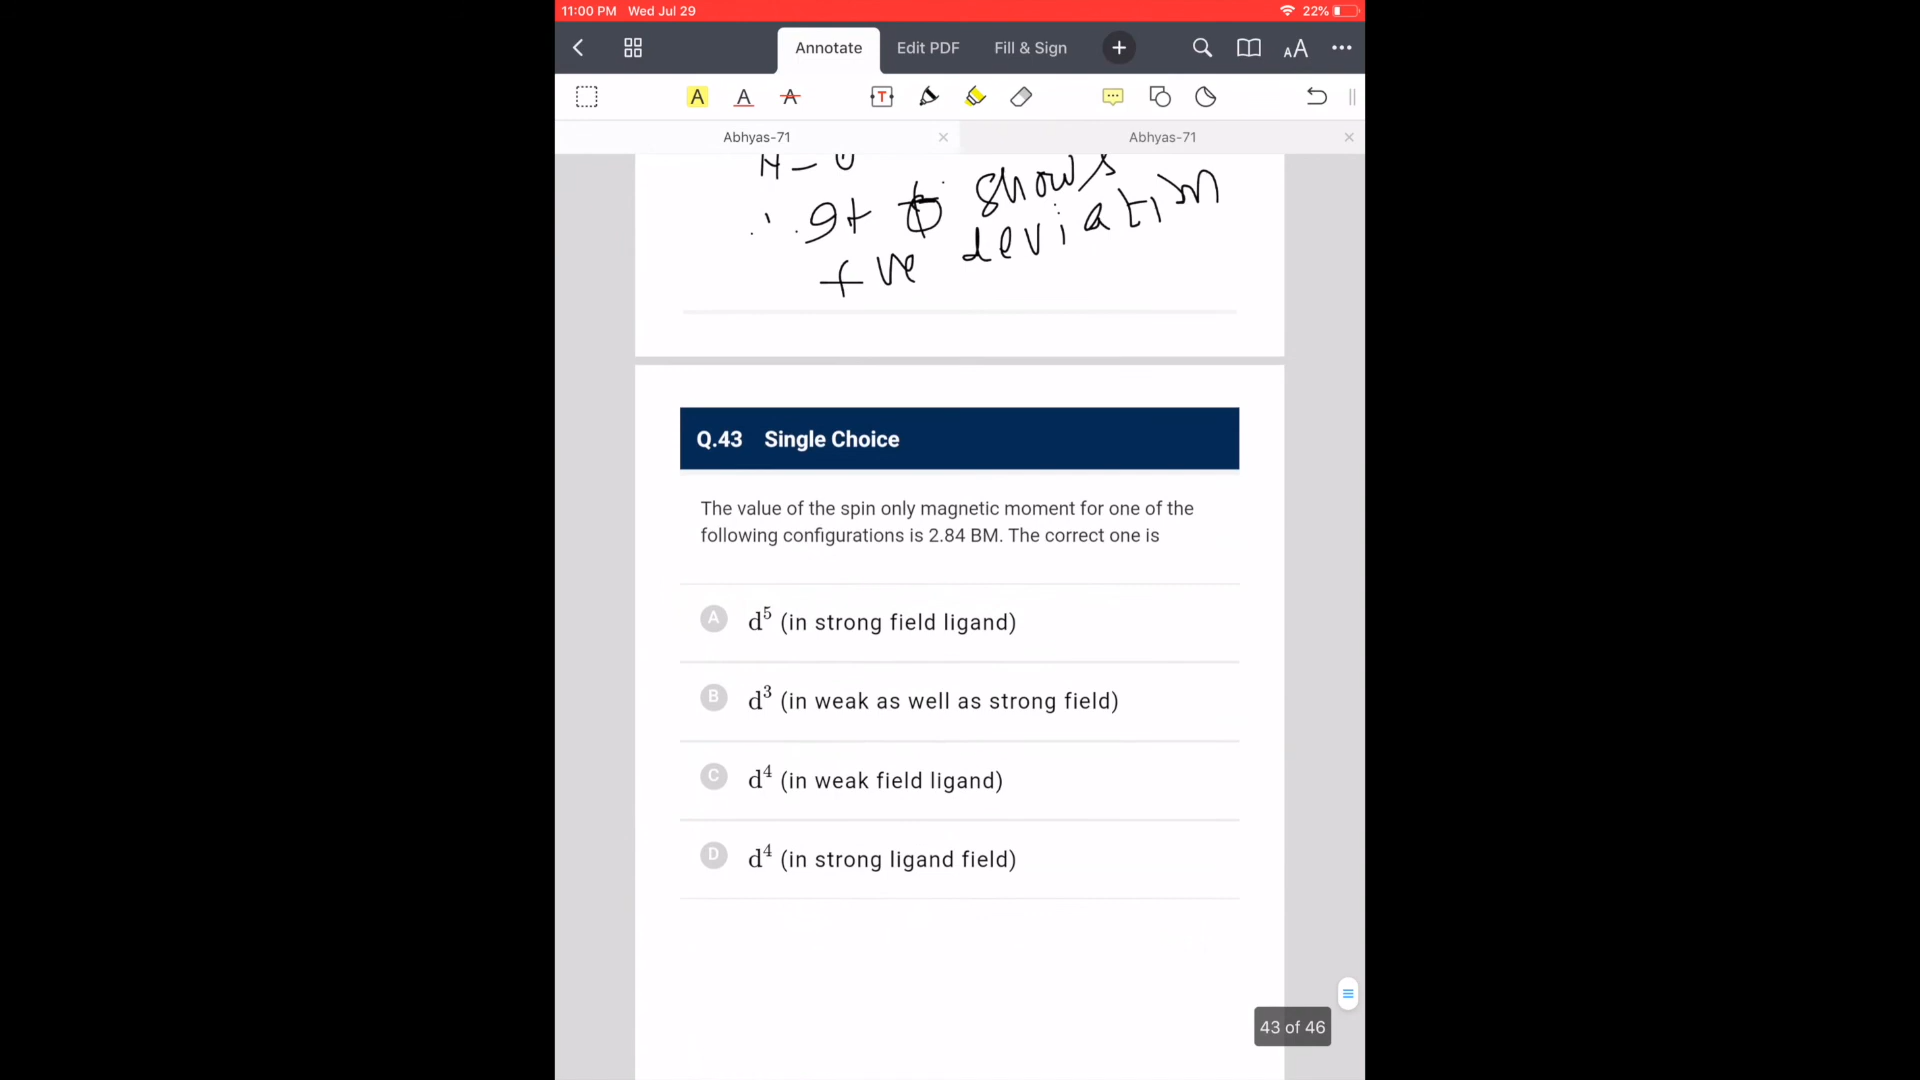 11:00 PM Wed Jul 29 22%
Annotate Edit PDF Fill & Sign
Abhyas-71 Abhyas-71
∴ It shows
+ve deviation
Q.43 Single Choice
The value of the spin only magnetic moment for one of the
following configurations is 2.84 BM. The correct one is
A d⁵ (in strong field ligand)
B d³ (in weak as well as strong field)
C d⁴ (in weak field ligand)
D d⁴ (in strong ligand field)
43 of 46